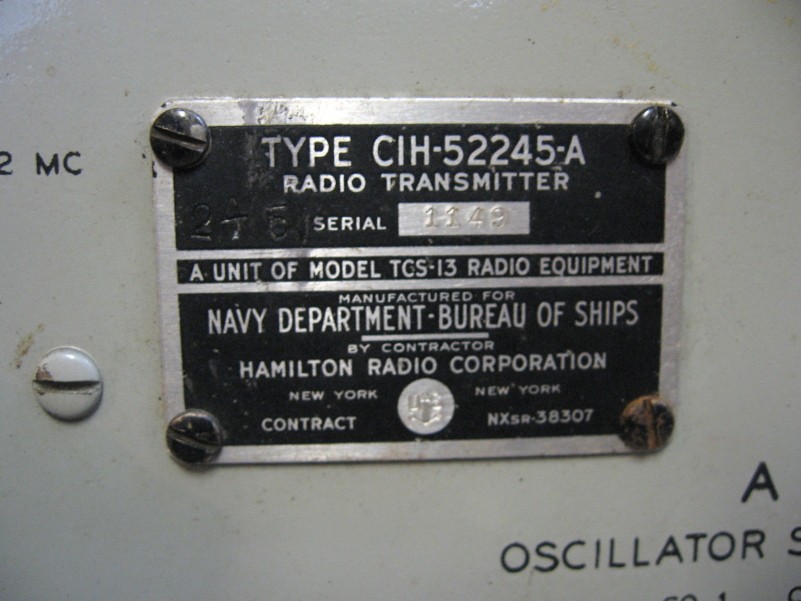 2 MC
TYPE CIH-52245-A
RADIO TRANSMITTER
SERIAL 1149
A UNIT OF MODEL TCS-13 RADIO EQUIPMENT
MANUFACTURED FOR
NAVY DEPARTMENT-BUREAU OF SHIPS
BY CONTRACTOR
HAMILTON RADIO CORPORATION
NEW YORK NEW YORK
CONTRACT NXSR-38307
A
OSCILLATOR S